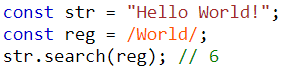 const str = "Hello World!";
const reg = /World/;
str.search(reg); // 6